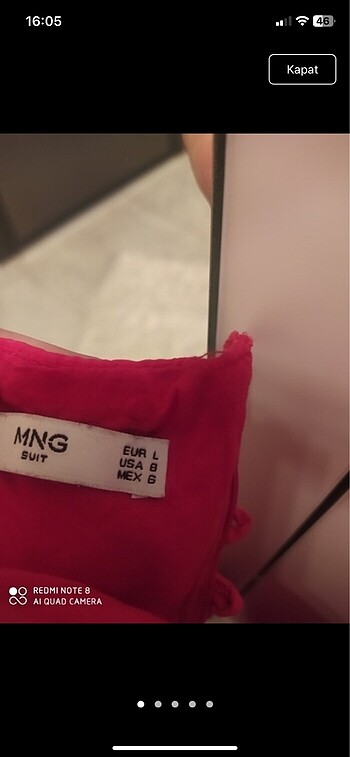 16:05
46
Kapat
MNG
SUIT
EUR L
USA 8
MEX 6
REDMI NOTE 8
AI QUAD CAMERA